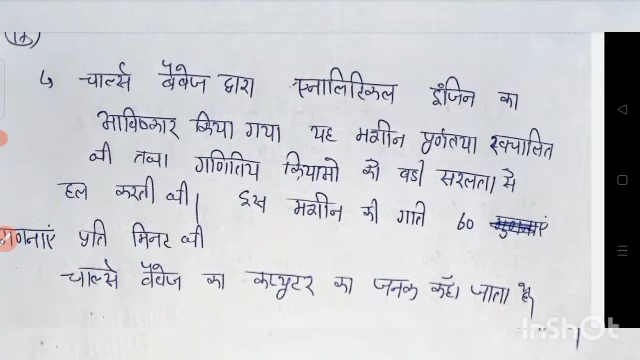 (12)
↳ चार्ल्स बैवेज द्वारा एनालिटिकल इंजिन का
आविष्कार किया गया यह मशीन पुर्णतया स्वचालित
थी तथा गणितिय क्रियाओ को बडी सरलता से
हल करती थी। इस मशीन की गति 60
गणनाएं प्रति मिनट थी
चार्ल्स बैवेज का कम्प्युटर का जनक कहाँ जाता है
InShOt